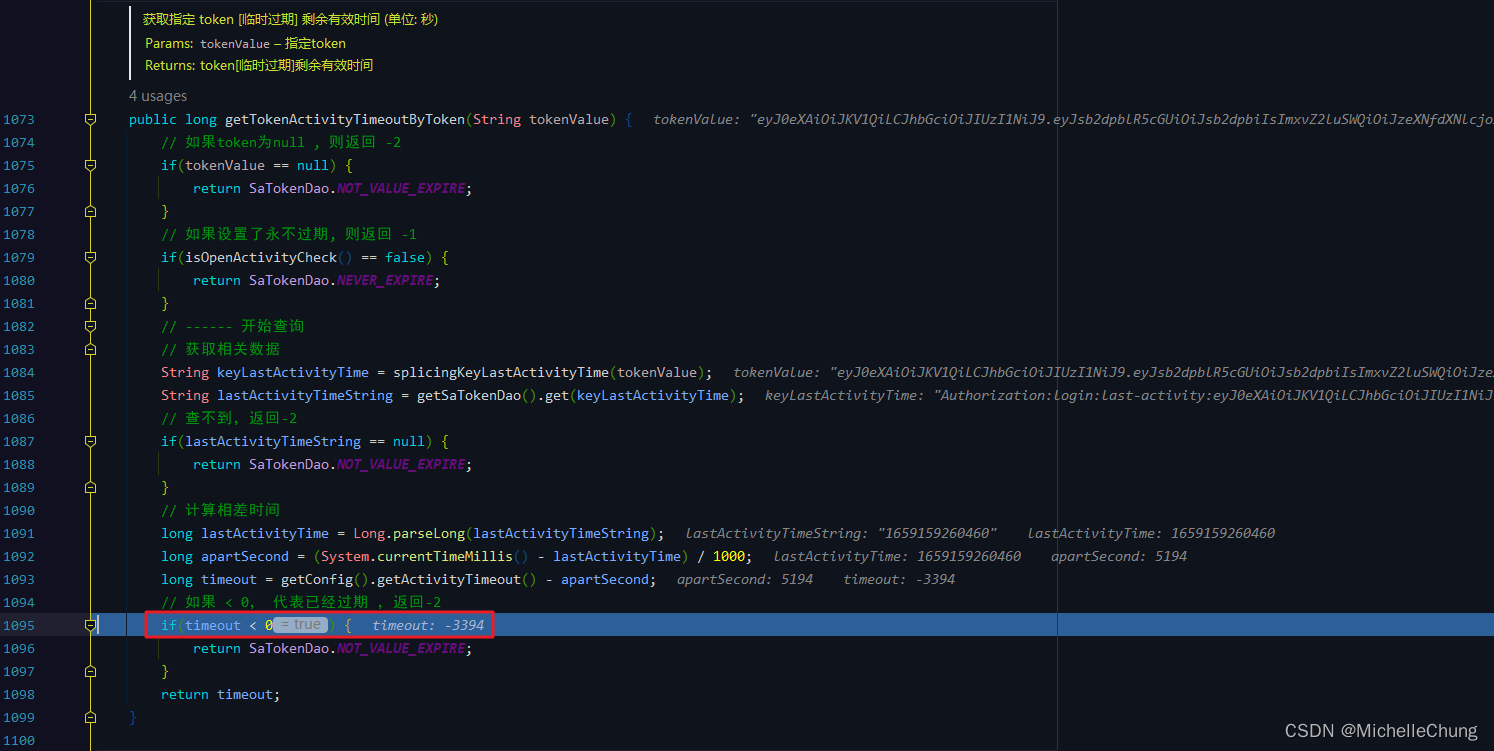 获取指定 token [临时过期] 剩余有效时间 (单位: 秒)
Params: tokenValue – 指定token
Returns: token[临时过期]剩余有效时间
4 usages
1073 public long getTokenActivityTimeoutByToken(String tokenValue) { tokenValue: "eyJ0eXAiOiJKV1QiLCJhbGciOiJIUzI1NiJ9.eyJsb2dpblR5cGUiOiJsb2dpbiIsImxvZ2luSWQiOiJzeXNfdXNlcjo
1074 // 如果token为null , 则返回 -2
1075 if(tokenValue == null) {
1076 return SaTokenDao.NOT_VALUE_EXPIRE;
1077 }
1078 // 如果设置了永不过期, 则返回 -1
1079 if(isOpenActivityCheck() == false) {
1080 return SaTokenDao.NEVER_EXPIRE;
1081 }
1082 // ------ 开始查询
1083 // 获取相关数据
1084 String keyLastActivityTime = splicingKeyLastActivityTime(tokenValue); tokenValue: "eyJ0eXAiOiJKV1QiLCJhbGciOiJIUzI1NiJ9.eyJsb2dpblR5cGUiOiJsb2dpbiIsImxvZ2luSWQiOiJze
1085 String lastActivityTimeString = getSaTokenDao().get(keyLastActivityTime); keyLastActivityTime: "Authorization:login:last-activity:eyJ0eXAiOiJKV1QiLCJhbGciOiJIUzI1NiJ
1086 // 查不到, 返回-2
1087 if(lastActivityTimeString == null) {
1088 return SaTokenDao.NOT_VALUE_EXPIRE;
1089 }
1090 // 计算相差时间
1091 long lastActivityTime = Long.parseLong(lastActivityTimeString); lastActivityTimeString: "1659159260460" lastActivityTime: 1659159260460
1092 long apartSecond = (System.currentTimeMillis() - lastActivityTime) / 1000; lastActivityTime: 1659159260460 apartSecond: 5194
1093 long timeout = getConfig().getActivityTimeout() - apartSecond; apartSecond: 5194 timeout: -3394
1094 // 如果 < 0, 代表已经过期 , 返回-2
1095 if(timeout < 0 = true ) { timeout: -3394
1096 return SaTokenDao.NOT_VALUE_EXPIRE;
1097 }
1098 return timeout;
1099 }
1100
CSDN @MichelleChung